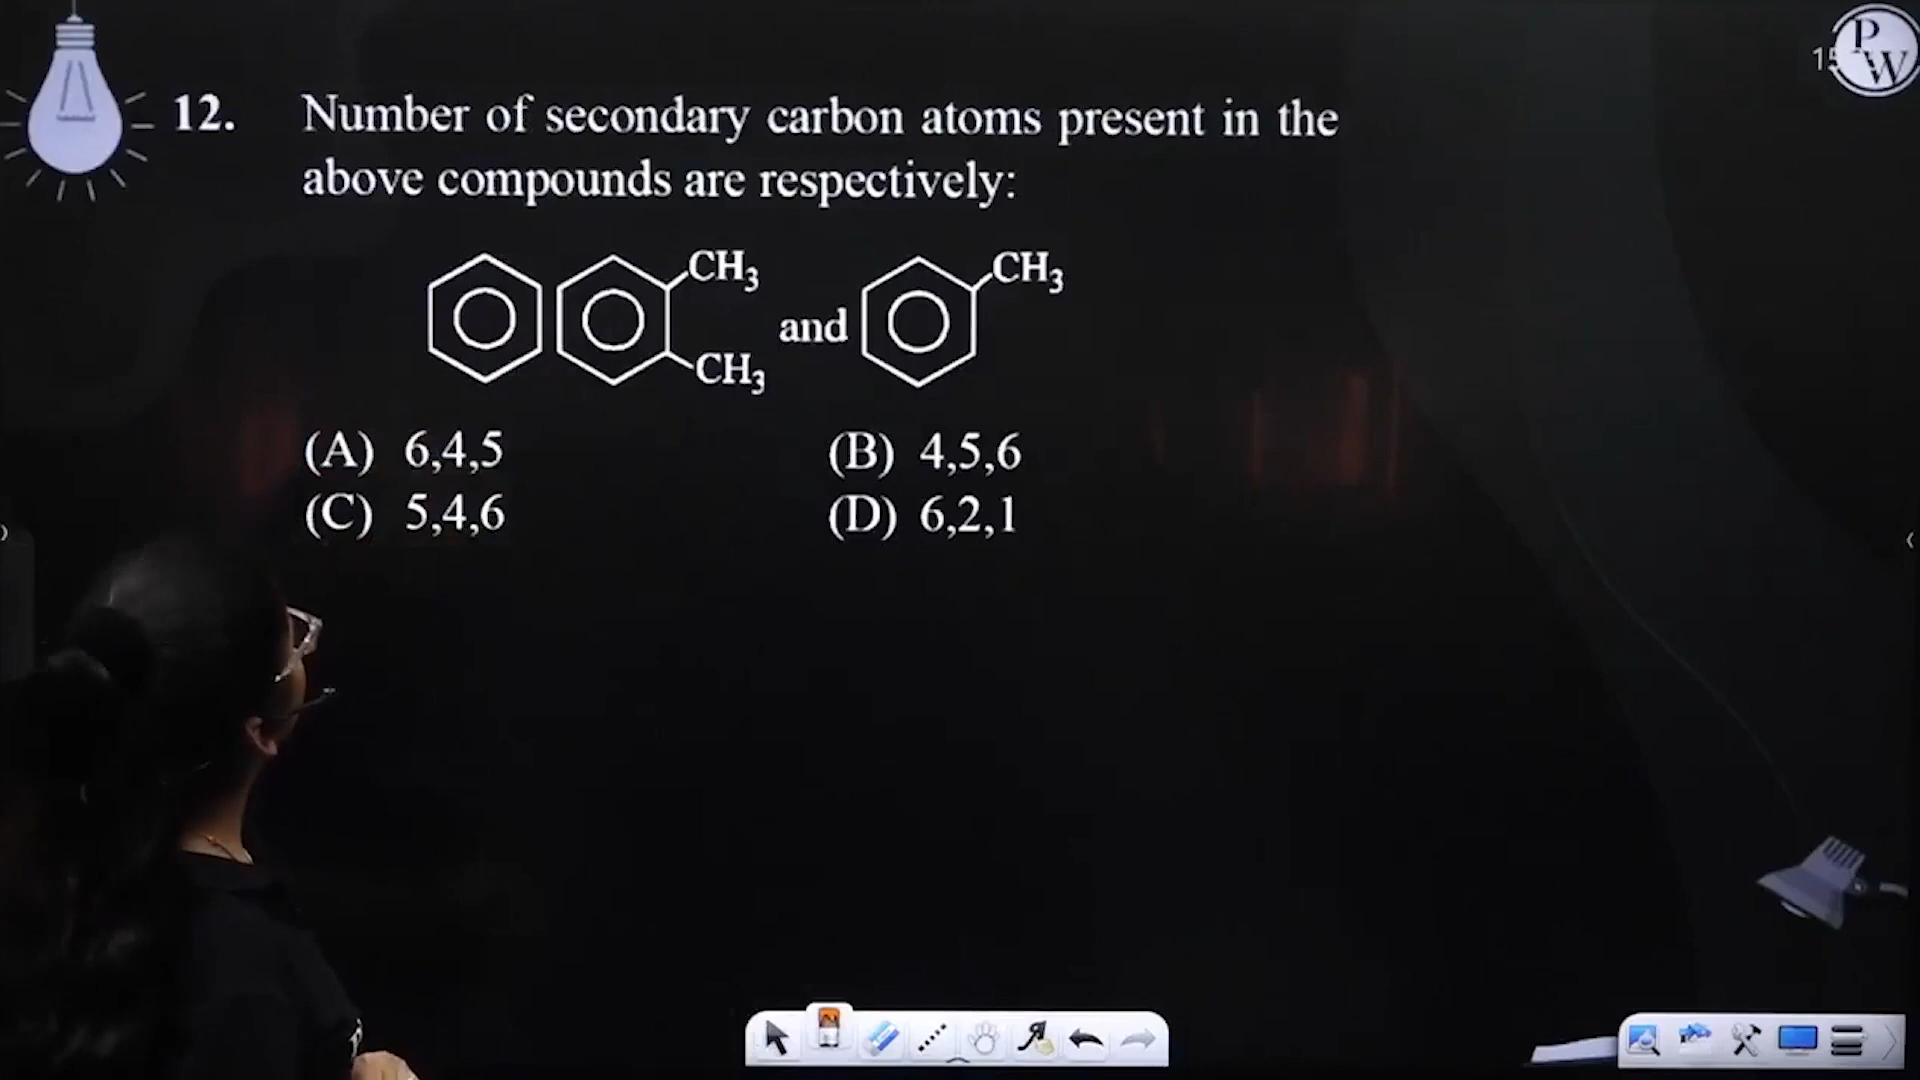 12. Number of secondary carbon atoms present in the
above compounds are respectively:
CH₃
CH₃
and
CH₃
(A) 6,4,5
(B) 4,5,6
(C) 5,4,6
(D) 6,2,1
PW